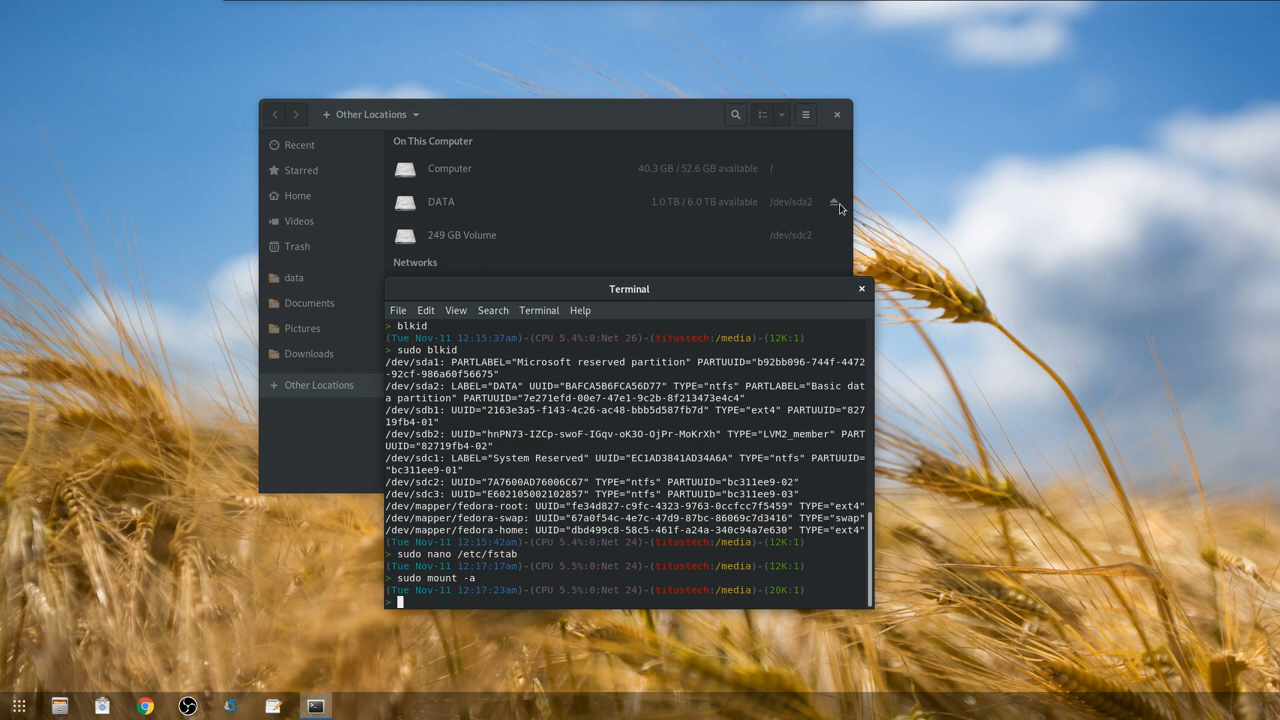 Other Locations
Recent
Starred
Home
Videos
Trash
data
Documents
Pictures
Downloads
Other Locations
On This Computer
Computer 40.3 GB / 52.6 GB available /
DATA 1.0 TB / 6.0 TB available /dev/sda2
249 GB Volume /dev/sdc2
Networks
Terminal
File Edit View Search Terminal Help
> blkid
(Tue Nov-11 12:15:37am)-(CPU 5.4%:0:Net 26)-(titustech:/media)-(12K:1)
> sudo blkid
/dev/sda1: PARTLABEL="Microsoft reserved partition" PARTUUID="b92bb096-744f-4472
-92cf-986a60f56675"
/dev/sda2: LABEL="DATA" UUID="BAFCA5B6FCA56D77" TYPE="ntfs" PARTLABEL="Basic dat
a partition" PARTUUID="7e271efd-00e7-47e1-9c2b-8f213473e4c4"
/dev/sdb1: UUID="2163e3a5-f143-4c26-ac48-bbb5d587fb7d" TYPE="ext4" PARTUUID="827
19fb4-01"
/dev/sdb2: UUID="hnPN73-IZCp-swoF-IGqv-oK3O-OjPr-MoKrXh" TYPE="LVM2_member" PART
UUID="82719fb4-02"
/dev/sdc1: LABEL="System Reserved" UUID="EC1AD3841AD34A6A" TYPE="ntfs" PARTUUID=
"bc311ee9-01"
/dev/sdc2: UUID="7A7600AD76006C67" TYPE="ntfs" PARTUUID="bc311ee9-02"
/dev/sdc3: UUID="E602105002102857" TYPE="ntfs" PARTUUID="bc311ee9-03"
/dev/mapper/fedora-root: UUID="fe34d827-c9fc-4323-9763-0ccfcc7f5459" TYPE="ext4"
/dev/mapper/fedora-swap: UUID="67a0f54c-4e7c-47d9-87bc-86069c7d3416" TYPE="swap"
/dev/mapper/fedora-home: UUID="dbd499c8-58c5-461f-a24a-340c94a7e630" TYPE="ext4"
(Tue Nov-11 12:15:42am)-(CPU 5.4%:0:Net 24)-(titustech:/media)-(12K:1)
> sudo nano /etc/fstab
(Tue Nov-11 12:17:17am)-(CPU 5.5%:0:Net 24)-(titustech:/media)-(12K:1)
> sudo mount -a
(Tue Nov-11 12:17:23am)-(CPU 5.5%:0:Net 24)-(titustech:/media)-(20K:1)
>